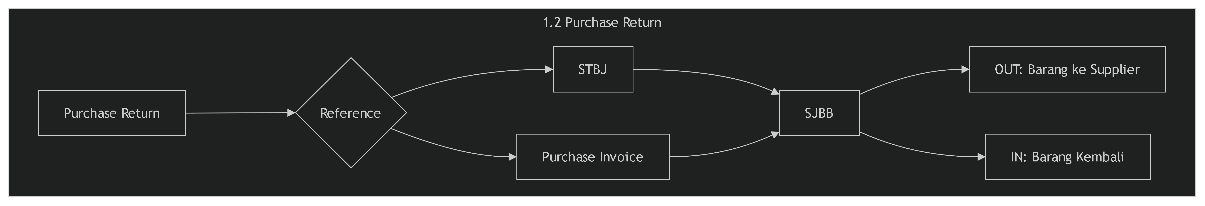 1.2 Purchase Return
Purchase Return
Reference
STBJ
Purchase Invoice
SJBB
OUT: Barang ke Supplier
IN: Barang Kembali